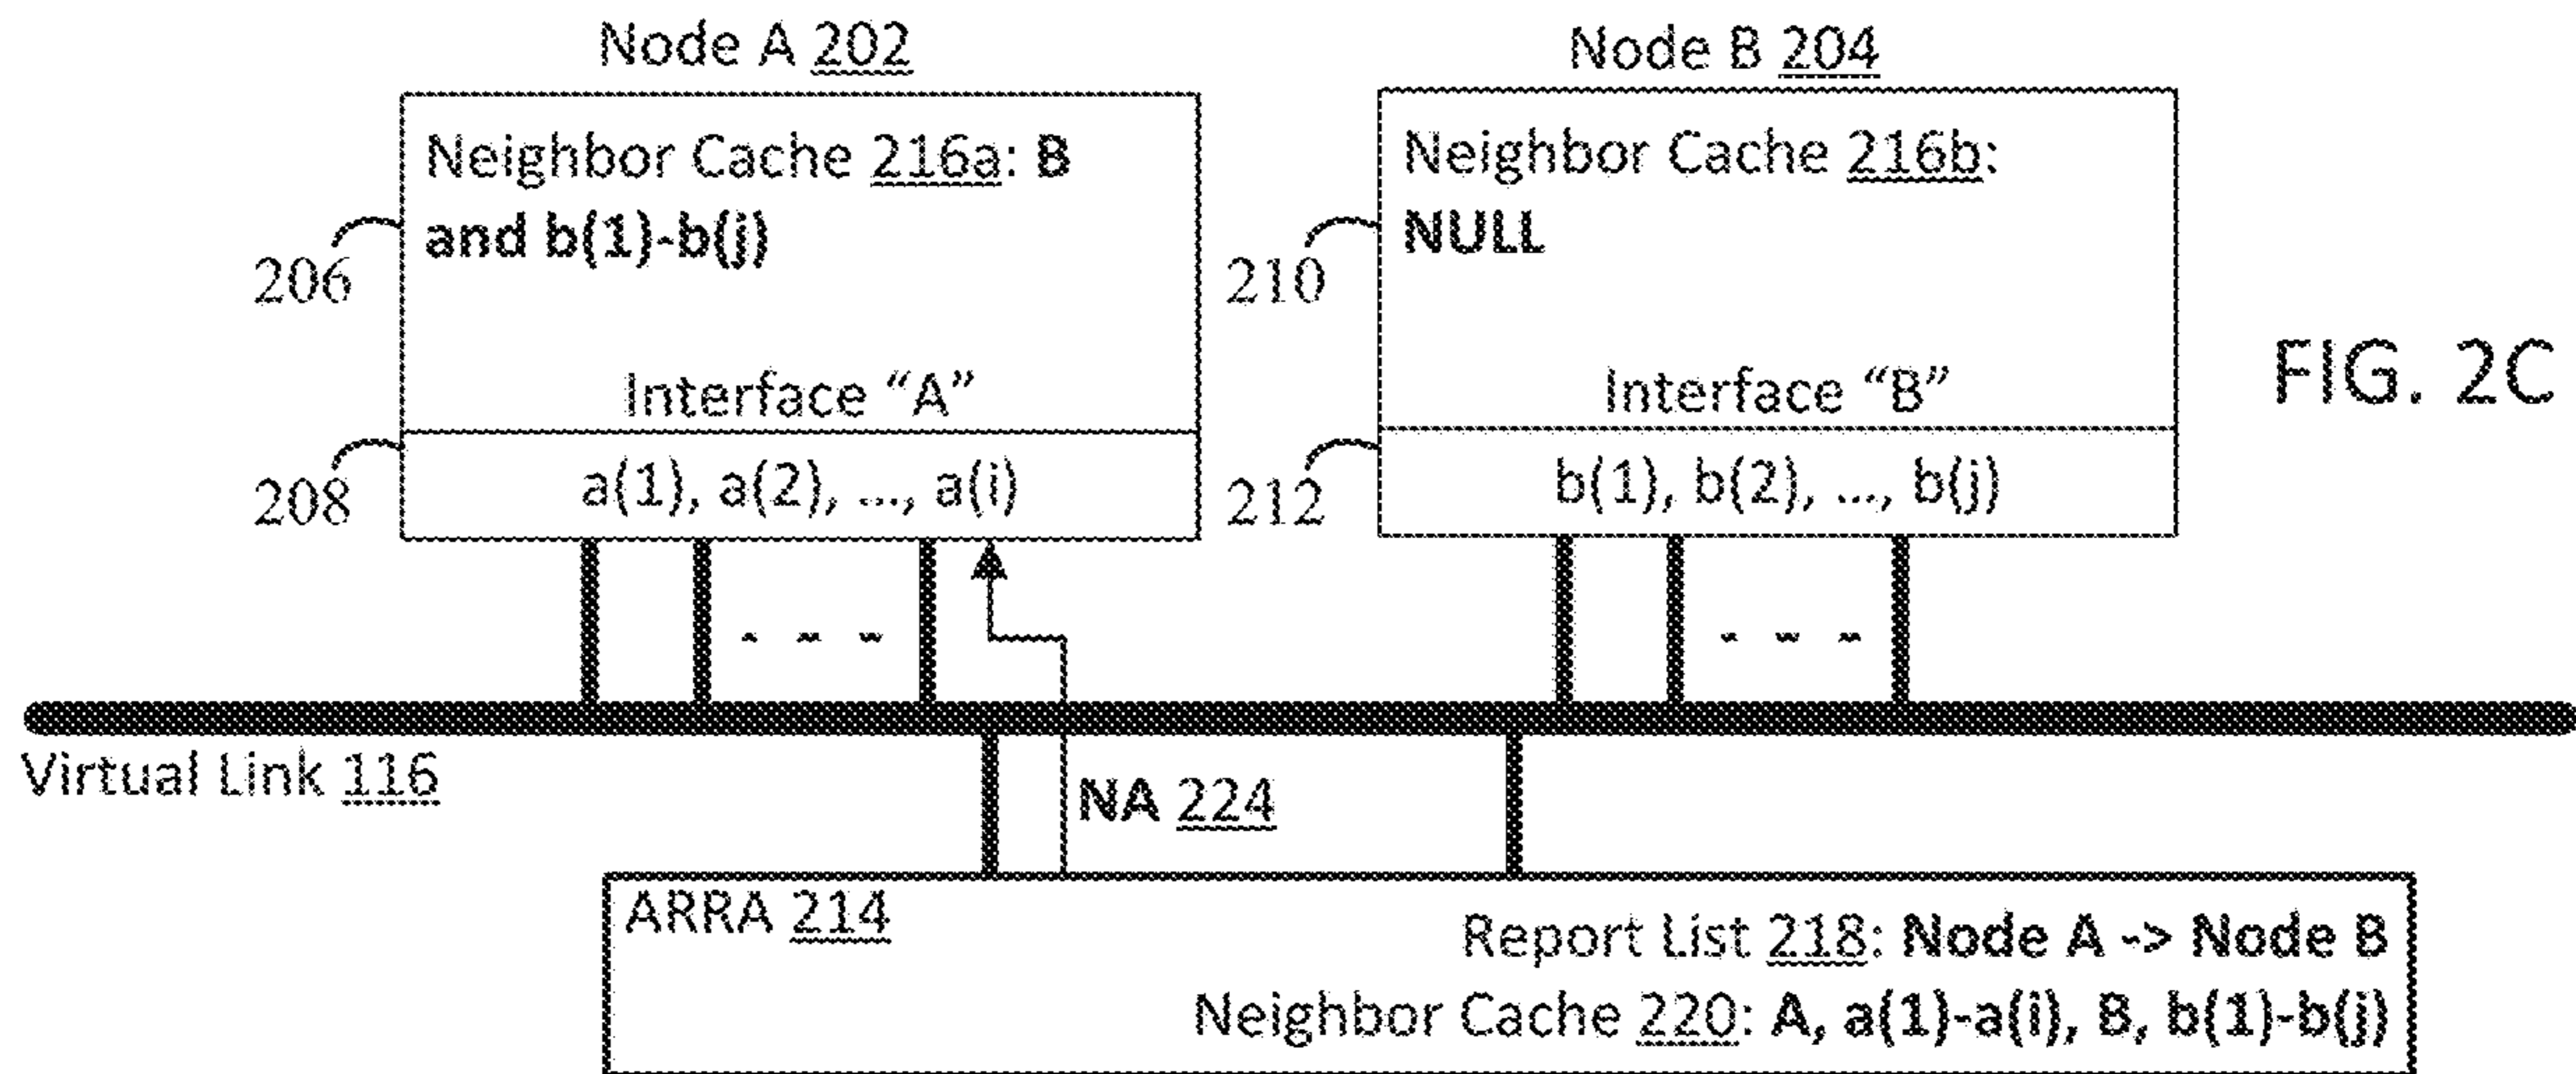 Node A 202
Neighbor Cache 216a: B
and b(1)-b(j)
206
Interface “A”
208
a(1), a(2), ..., a(i)
Node B 204
Neighbor Cache 216b:
NULL
210
Interface “B”
212
b(1), b(2), ..., b(j)
FIG. 2C
Virtual Link 116
NA 224
ARRA 214
Report List 218: Node A -> Node B
Neighbor Cache 220: A, a(1)-a(i), B, b(1)-b(j)